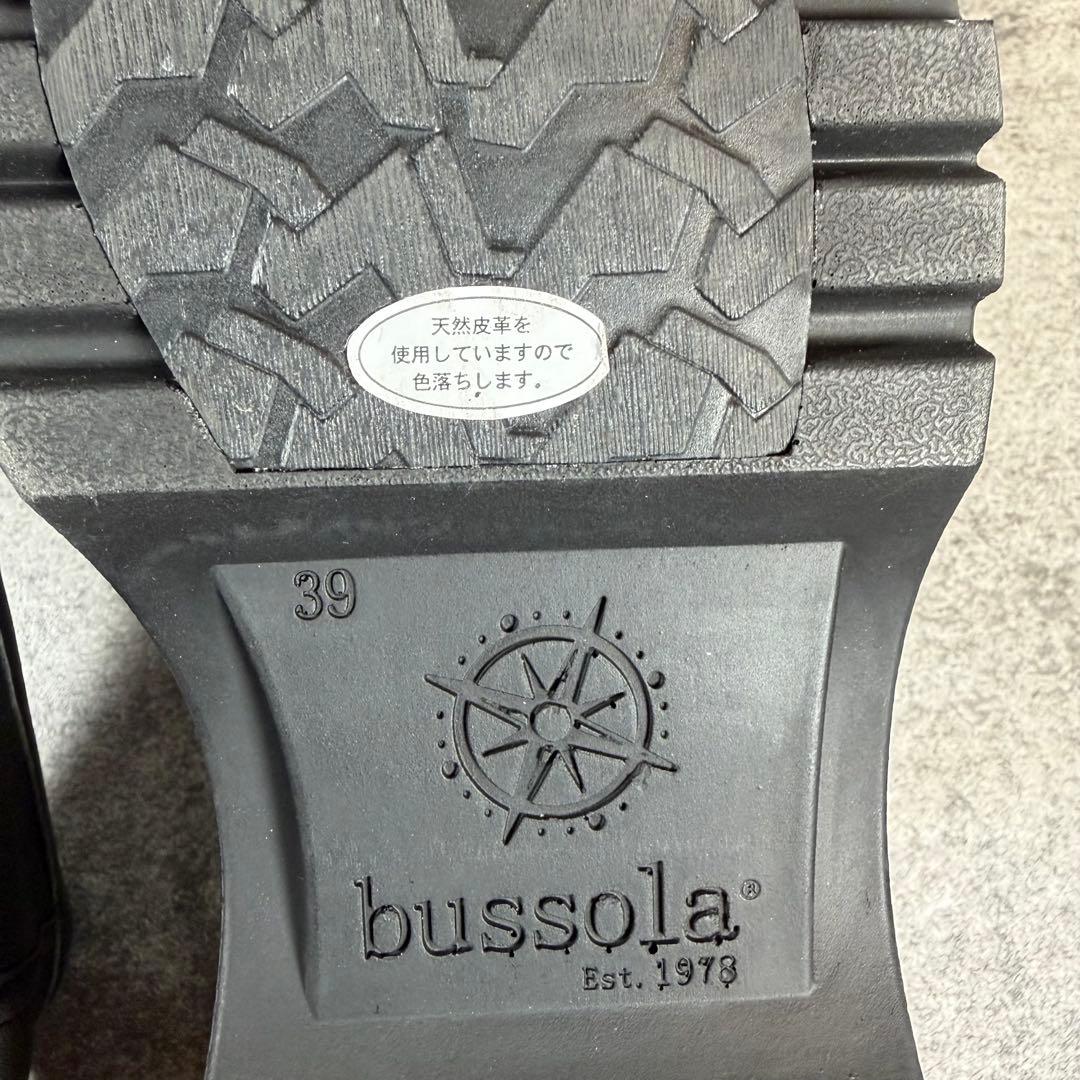 天然皮革を
使用していますので
色落ちします。
39
bussola®
Est. 1978